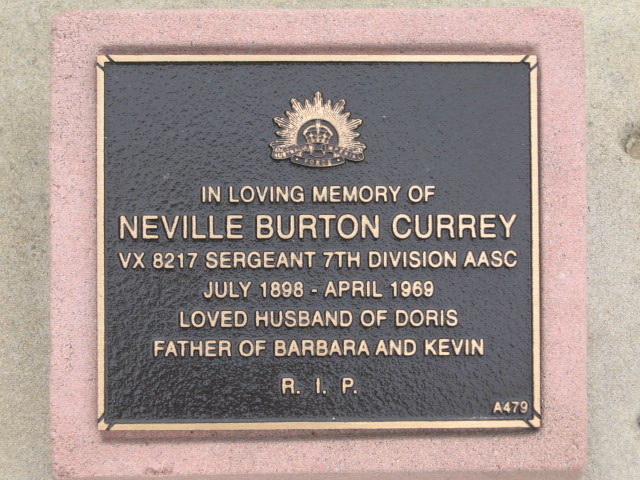 IN LOVING MEMORY OF
NEVILLE BURTON CURREY
VX 8217 SERGEANT 7TH DIVISION AASC
JULY 1898 - APRIL 1969
LOVED HUSBAND OF DORIS
FATHER OF BARBARA AND KEVIN
R. I. P.
A479